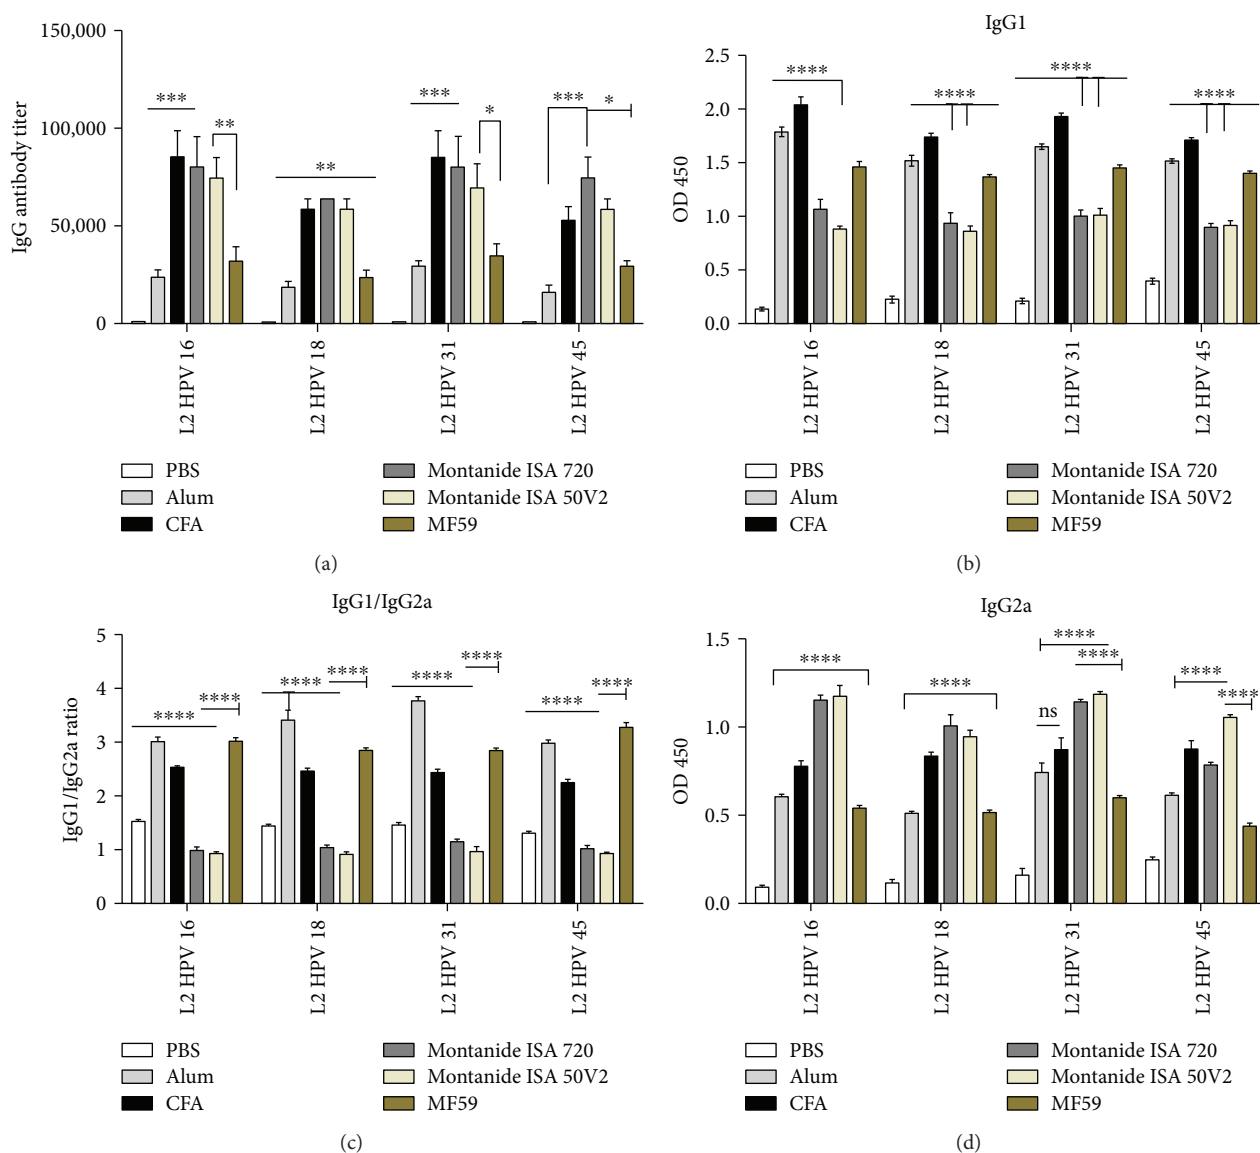 150,000
100,000
50,000
0
IgG antibody titer
***
**
**
***
*
***
*
L2 HPV 16
L2 HPV 18
L2 HPV 31
L2 HPV 45
PBS
Alum
CFA
Montanide ISA 720
Montanide ISA 50V2
MF59
(a)
IgG1
2.5
2.0
1.5
1.0
0.5
0.0
OD 450
****
****
****
****
L2 HPV 16
L2 HPV 18
L2 HPV 31
L2 HPV 45
PBS
Alum
CFA
Montanide ISA 720
Montanide ISA 50V2
MF59
(b)
IgG1/IgG2a
5
4
3
2
1
0
IgG1/IgG2a ratio
****
****
****
****
****
****
****
****
L2 HPV 16
L2 HPV 18
L2 HPV 31
L2 HPV 45
PBS
Alum
CFA
Montanide ISA 720
Montanide ISA 50V2
MF59
(c)
IgG2a
1.5
1.0
0.5
0.0
OD 450
****
****
ns
****
****
****
****
L2 HPV 16
L2 HPV 18
L2 HPV 31
L2 HPV 45
PBS
Alum
CFA
Montanide ISA 720
Montanide ISA 50V2
MF59
(d)